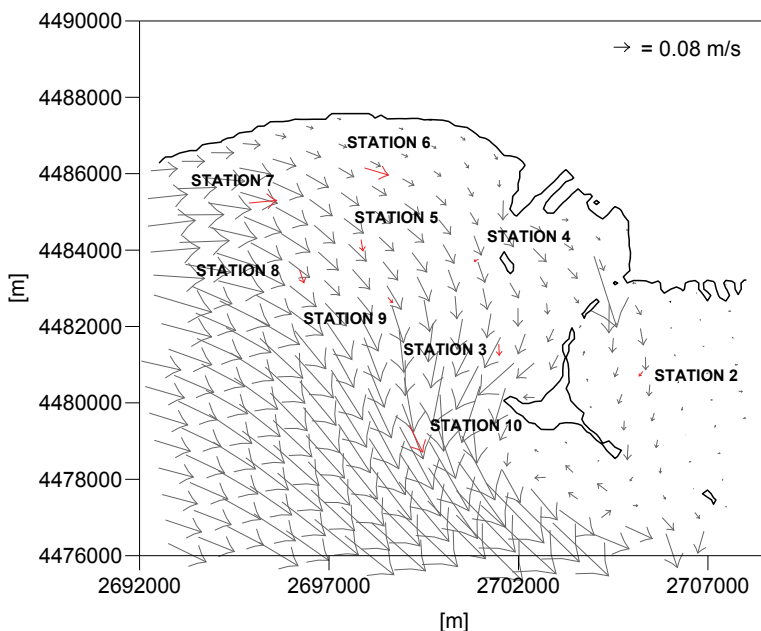 4490000
= 0.08 m/s
4488000
STATION 6
4486000
STATION 7
STATION 5
4484000
STATION 4
STATION 8
[m]
4482000
STATION 9
STATION 3
STATION 2
4480000
STATION 10
4478000
4476000
2692000 2697000 2702000 2707000
[m]